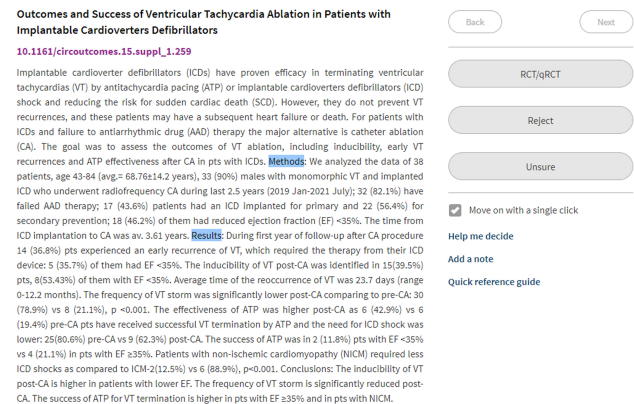 Outcomes and Success of Ventricular Tachycardia Ablation in Patients with
Implantable Cardioverters Defibrillators
10.1161/circoutcomes.15.suppl_1.259
Implantable cardioverter defibrillators (ICDs) have proven efficacy in terminating ventricular
tachycardias (VT) by antitachycardia pacing (ATP) or implantable cardioverters defibrillators (ICD)
shock and reducing the risk for sudden cardiac death (SCD). However, they do not prevent VT
recurrences, and these patients may have a subsequent heart failure or death. For patients with
ICDs and failure to antiarrhythmic drug (AAD) therapy the major alternative is catheter ablation
(CA). The goal was to assess the outcomes of VT ablation, including inducibility, early VT
recurrences and ATP effectiveness after CA in pts with ICDs. Methods: We analyzed the data of 38
patients, age 43-84 (avg.= 68.76±14.2 years), 33 (90%) males with monomorphic VT and implanted
ICD who underwent radiofrequency CA during last 2.5 years (2019 Jan-2021 July); 32 (82.1%) have
failed AAD therapy; 17 (43.6%) patients had an ICD implanted for primary and 22 (56.4%) for
secondary prevention; 18 (46.2%) of them had reduced ejection fraction (EF) <35%. The time from
ICD implantation to CA was av. 3.61 years. Results: During first year of follow-up after CA procedure
14 (36.8%) pts experienced an early recurrence of VT, which required the therapy from their ICD
device: 5 (35.7%) of them had EF <35%. The inducibility of VT post-CA was identified in 15(39.5%)
pts, 8(53.43%) of them with EF <35%. Average time of the reoccurrence of VT was 23.7 days (range
0-12.2 months). The frequency of VT storm was significantly lower post-CA comparing to pre-CA: 30
(78.9%) vs 8 (21.1%), p <.001. The effectiveness of ATP was higher post-CA as 6 (42.9%) vs 6
(19.4%) pre-CA pts have received successful VT termination by ATP and the need for ICD shock was
lower: 25(80.6%) pre-CA vs 9 (62.3%) post-CA. The success of ATP was in 2 (11.8%) pts with EF <35%
vs 4 (21.1%) in pts with EF ≥35%. Patients with non-ischemic cardiomyopathy (NICM) required less
ICD shocks as compared to ICM-2(12.5%) vs 6 (88.9%), p<0.001. Conclusions: The inducibility of VT
post-CA is higher in patients with lower EF. The frequency of VT storm is significantly reduced post-
CA. The success of ATP for VT termination is higher in pts with EF ≥35% and in pts with NICM.
Back
Next
RCT/qRCT
Reject
Unsure
Move on with a single click
Help me decide
Add a note
Quick reference guide